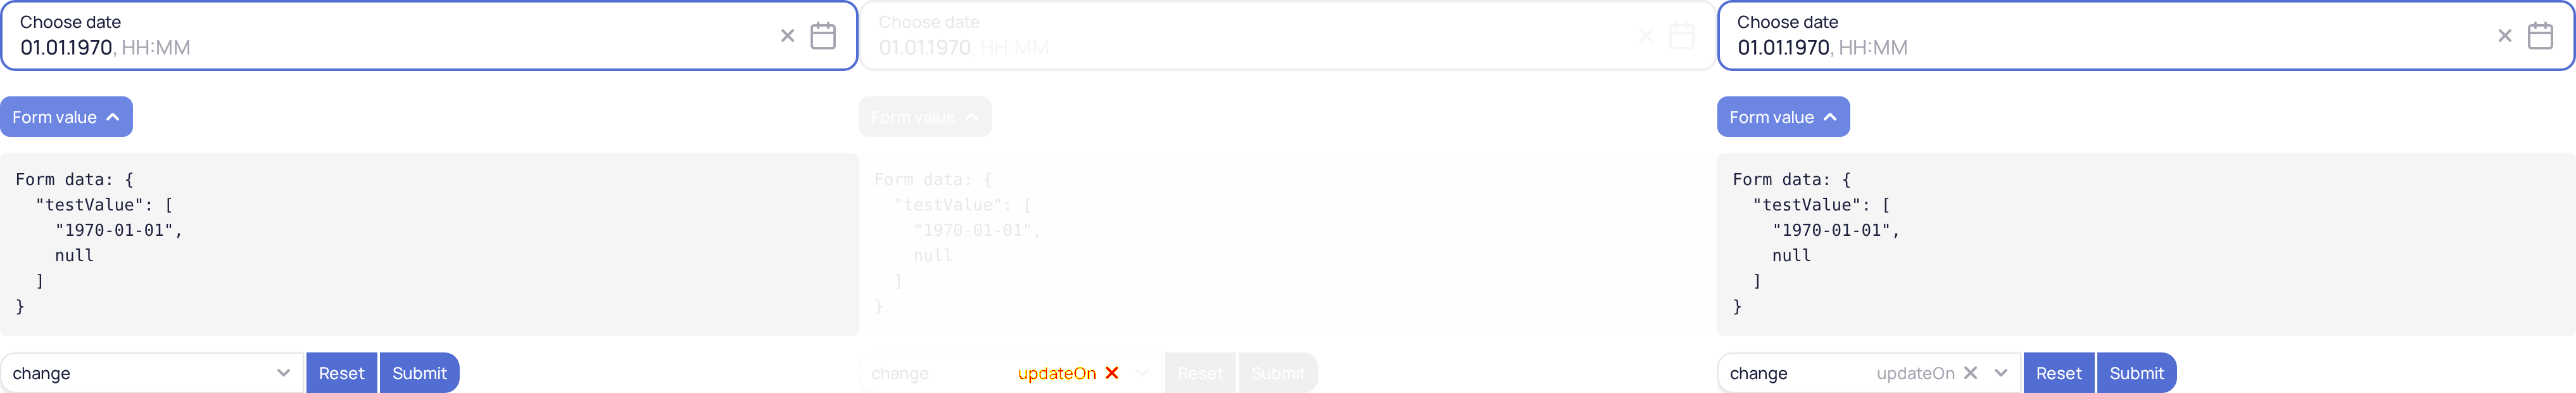 Choose date
01.01.1970, HH:MM
Form value
Form data: {
"testValue": [
"1970-01-01",
null
]
}
change
Reset
Submit
Choose date
01.01.1970 HH:MM
Form value
Form data: {
"testValue": [
"1970-01-01",
null
]
}
change updateOn
Reset
Submit
Choose date
01.01.1970, HH:MM
Form value
Form data: {
"testValue": [
"1970-01-01",
null
]
}
change updateOn
Reset
Submit